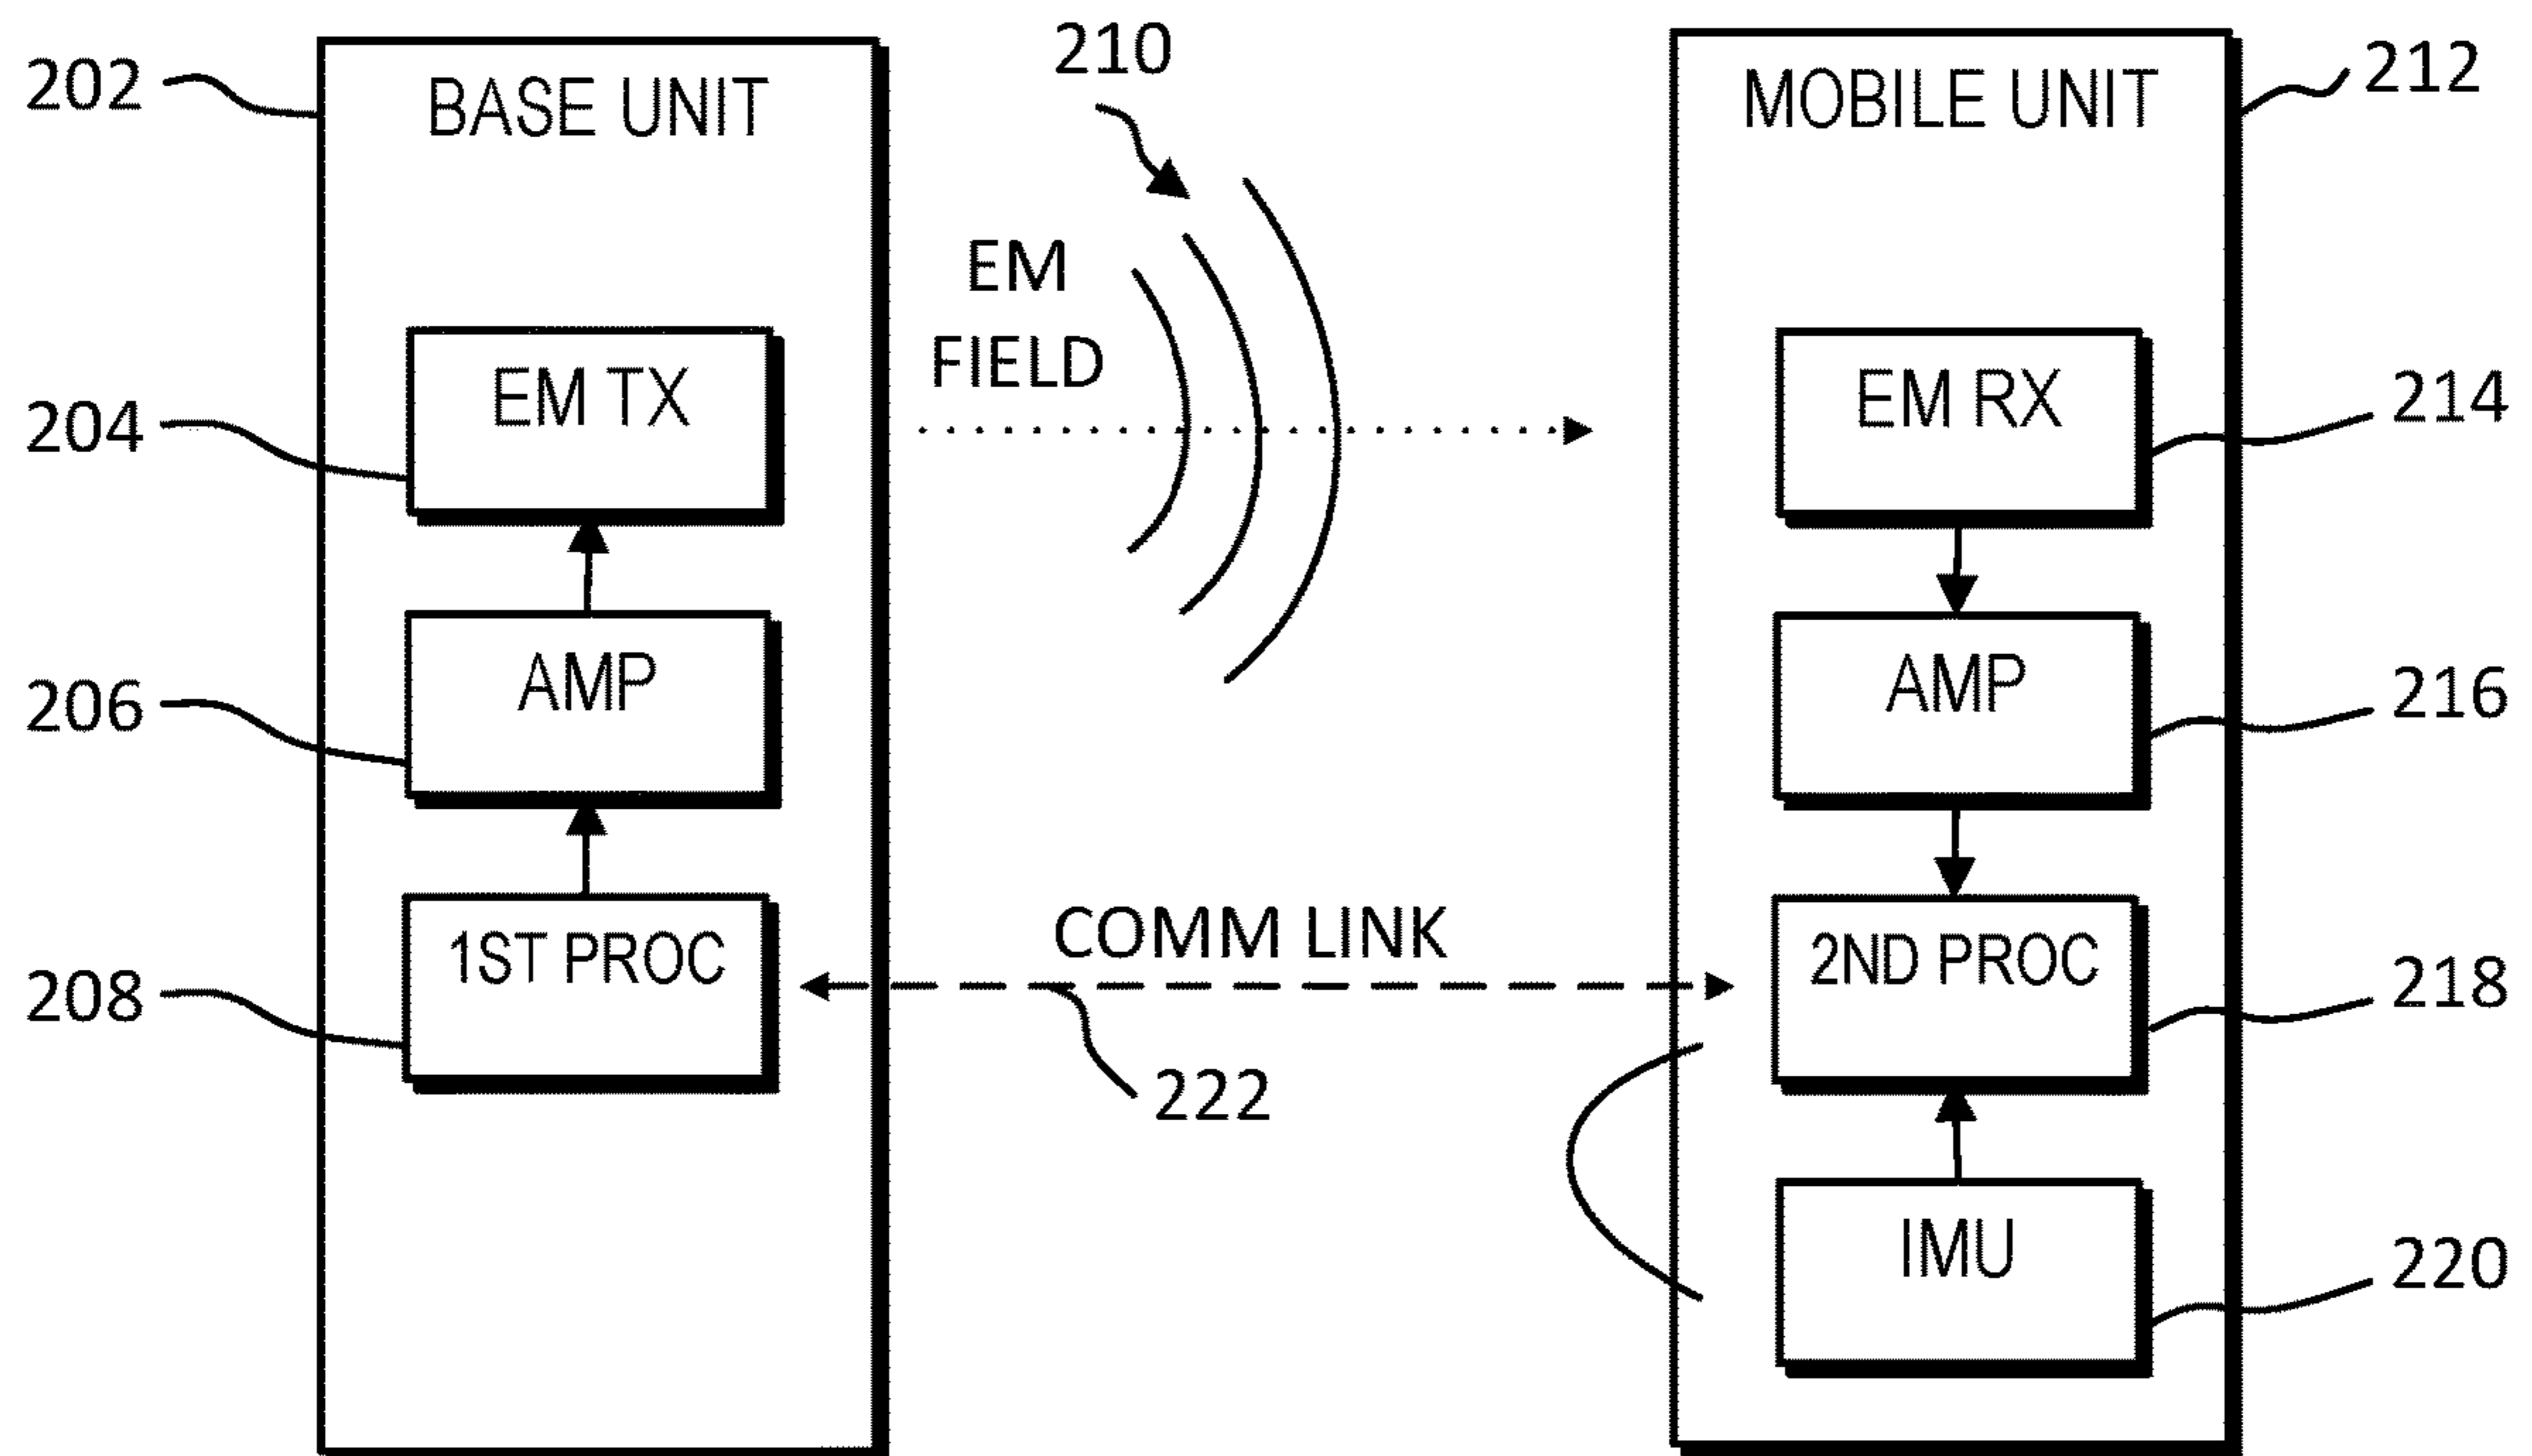 202
BASE UNIT
210
MOBILE UNIT
212
EM
FIELD
204
EM TX
EM RX
214
206
AMP
AMP
216
208
1ST PROC
COMM LINK
222
2ND PROC
218
IMU
220